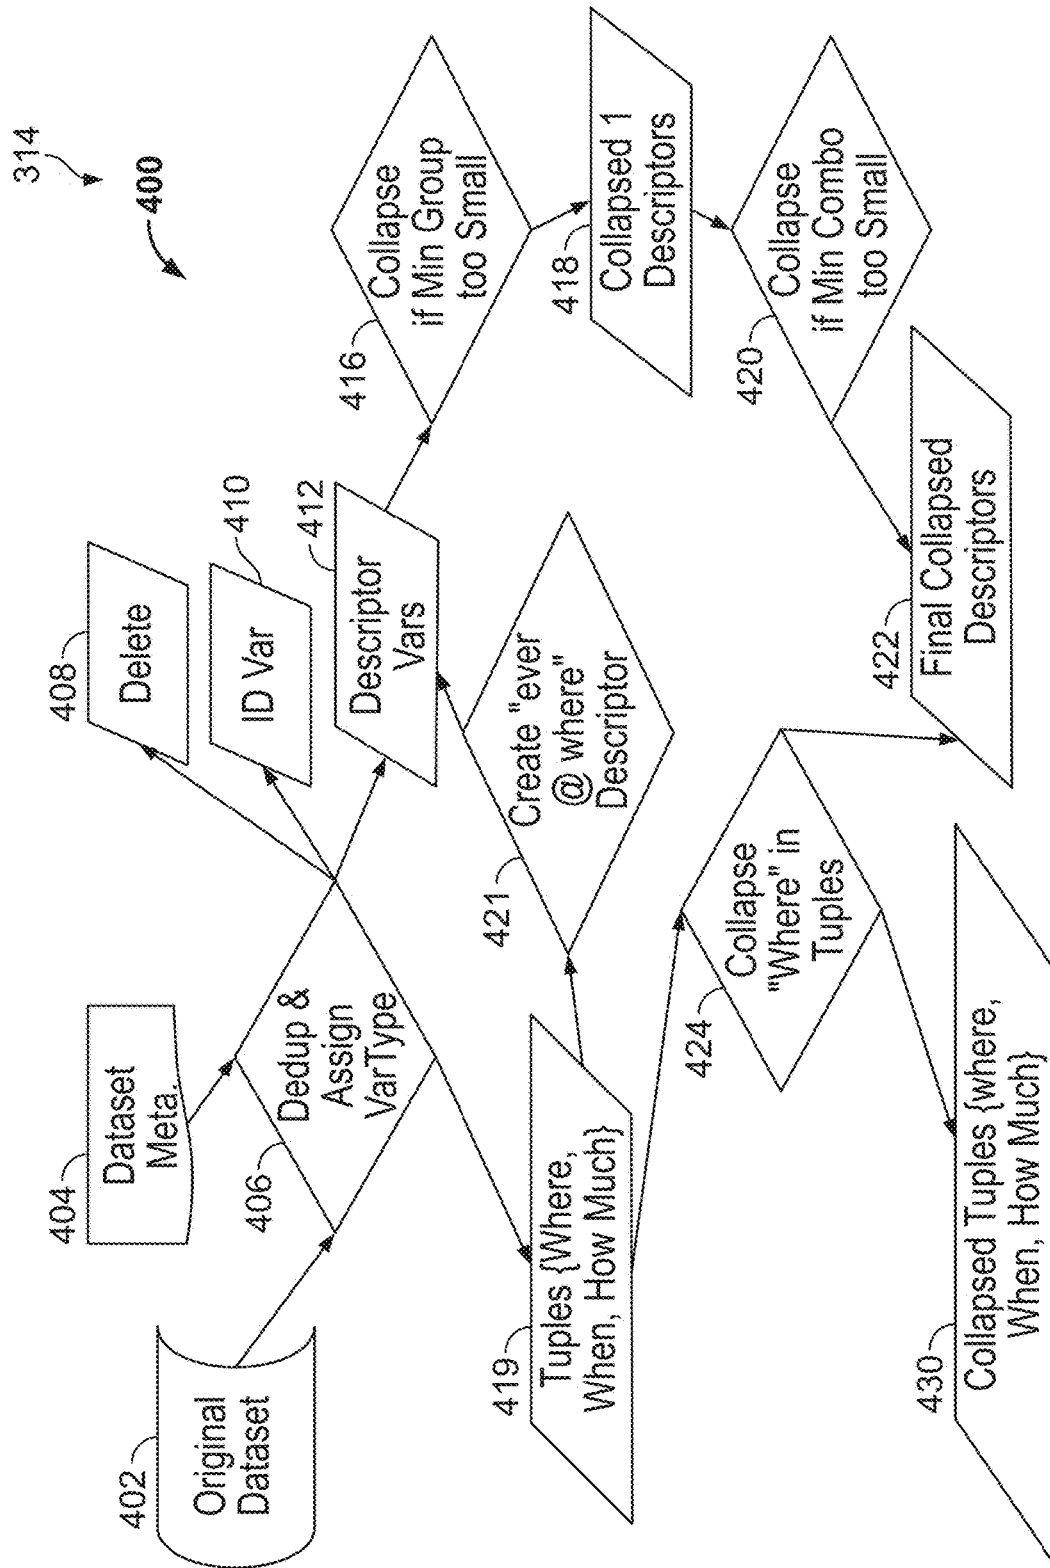 314
400
402
Original
Dataset
404
Dataset
Meta.
406
Dedup &
Assign
VarType
408
Delete
410
ID Var
412
Descriptor
Vars
416
Collapse
if Min Group
too Small
418
Collapsed 1
Descriptors
420
Collapse
if Min Combo
too Small
422
Final Collapsed
Descriptors
421
Create "ever
@ where"
Descriptor
419
Tuples {Where,
When, How Much}
424
Collapse
"Where" in
Tuples
430
Collapsed Tuples {where,
When, How Much}